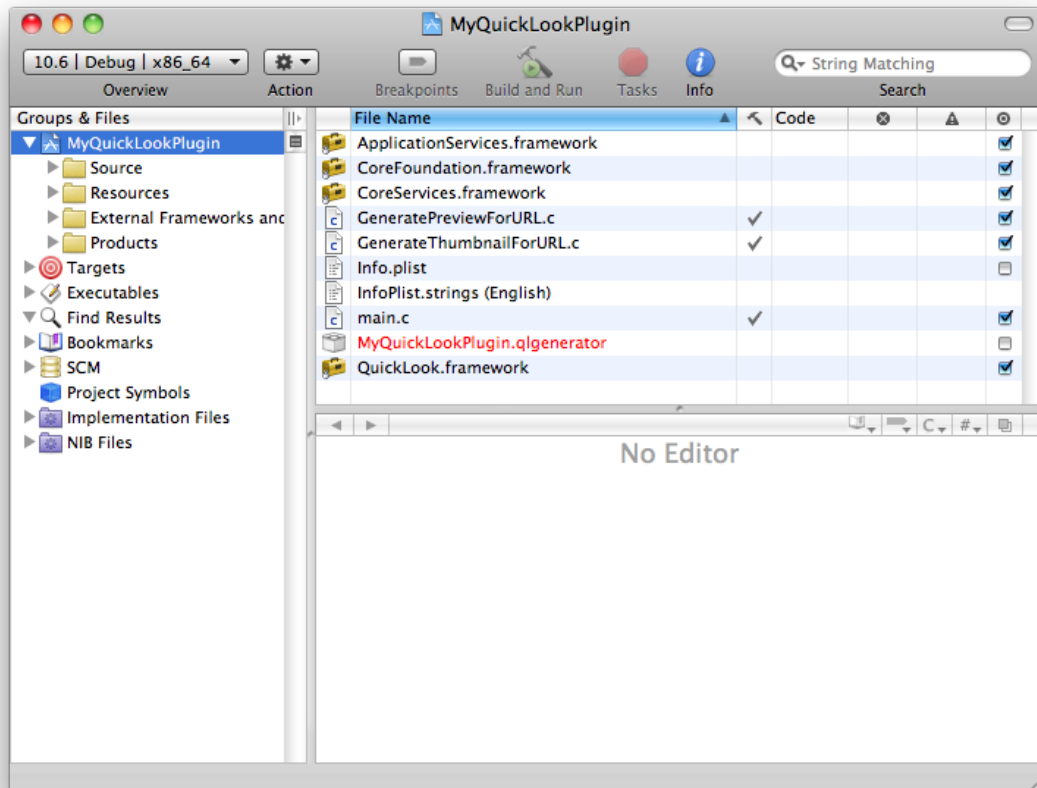 MyQuickLookPlugin
10.6 | Debug | x86_64
String Matching
Overview
Action
Breakpoints
Build and Run
Tasks
Info
Search
Groups & Files
File Name
Code
MyQuickLookPlugin
Source
Resources
External Frameworks and
Products
Targets
Executables
Find Results
Bookmarks
SCM
Project Symbols
Implementation Files
NIB Files
ApplicationServices.framework
CoreFoundation.framework
CoreServices.framework
GeneratePreviewForURL.c
GenerateThumbnailForURL.c
Info.plist
InfoPlist.strings (English)
main.c
MyQuickLookPlugin.qlgenerator
QuickLook.framework
C
#
No Editor